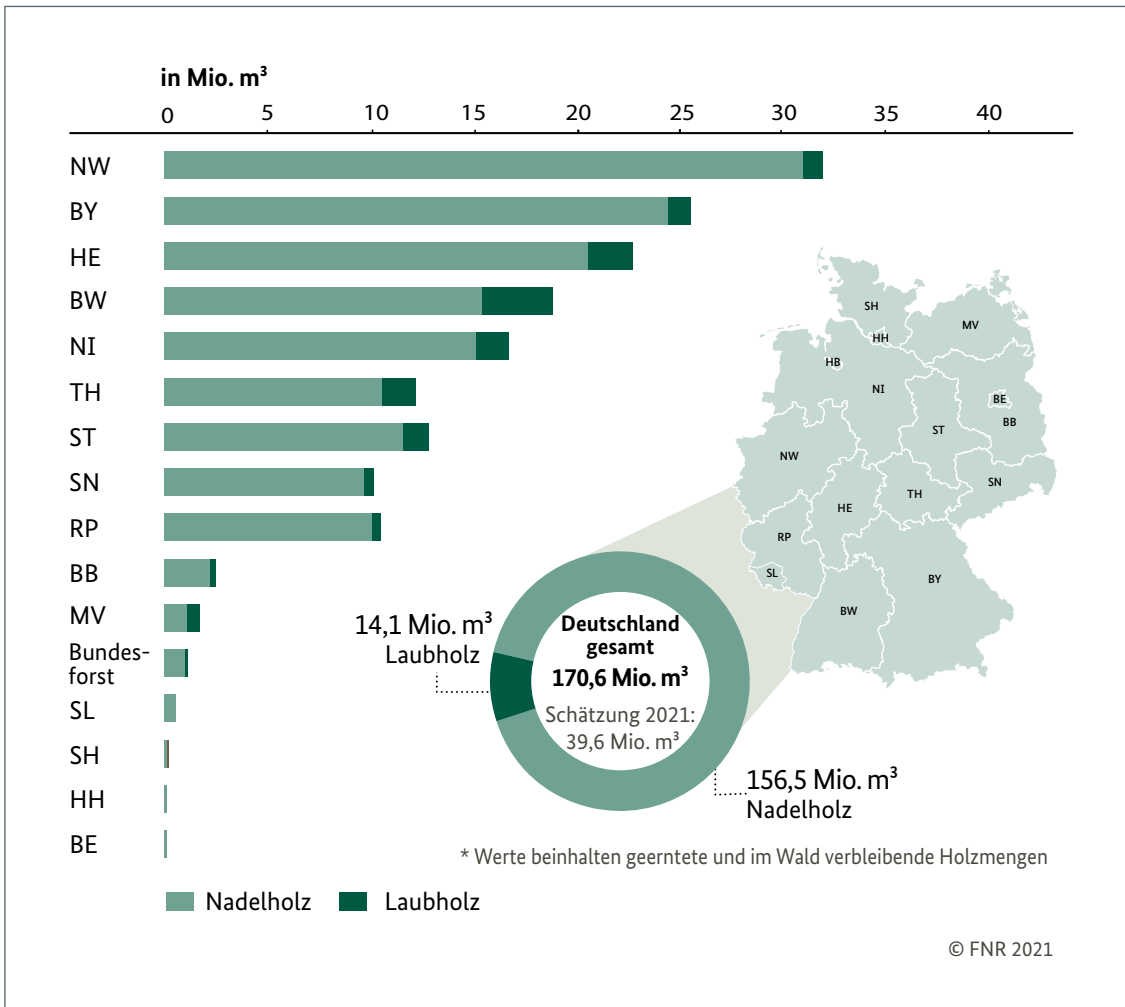 in Mio. m³
0 5 10 15 20 25 30 35 40
NW
BY
HE
BW
NI
TH
ST
SN
RP
BB
MV
Bundes-
forst
SL
SH
HH
BE
SH
MV
HH
HB
NI
BE
BB
ST
NW
SN
TH
HE
RP
SL
BY
BW
14,1 Mio. m³
Laubholz
Deutschland
gesamt
170,6 Mio. m³
Schätzung 2021:
39,6 Mio. m³
156,5 Mio. m³
Nadelholz
* Werte beinhalten geerntete und im Wald verbleibende Holzmengen
Nadelholz Laubholz
© FNR 2021